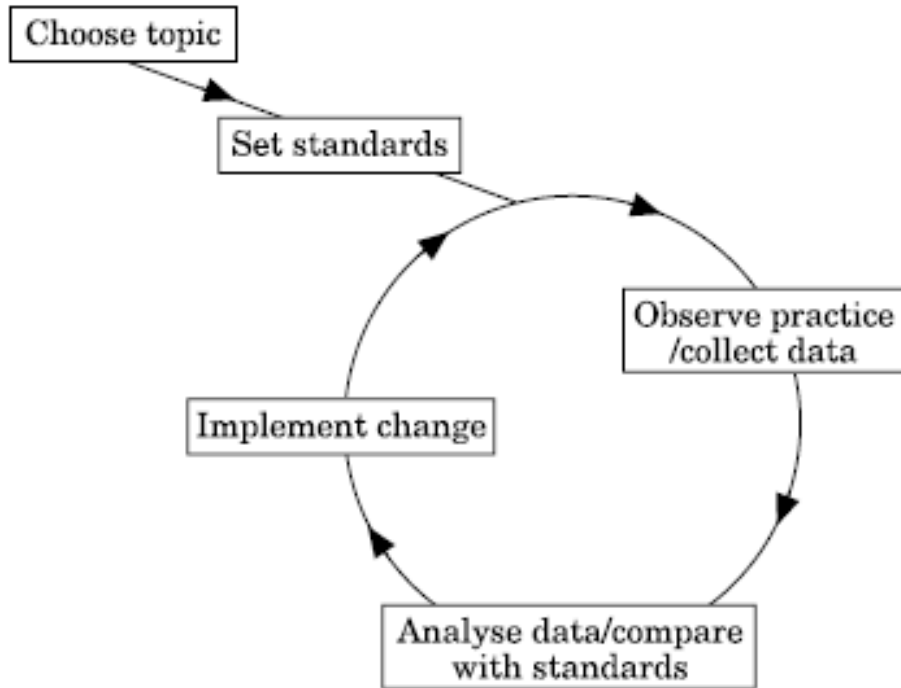 Choose topic
Set standards
Observe practice
/collect data
Implement change
Analyse data/compare
with standards